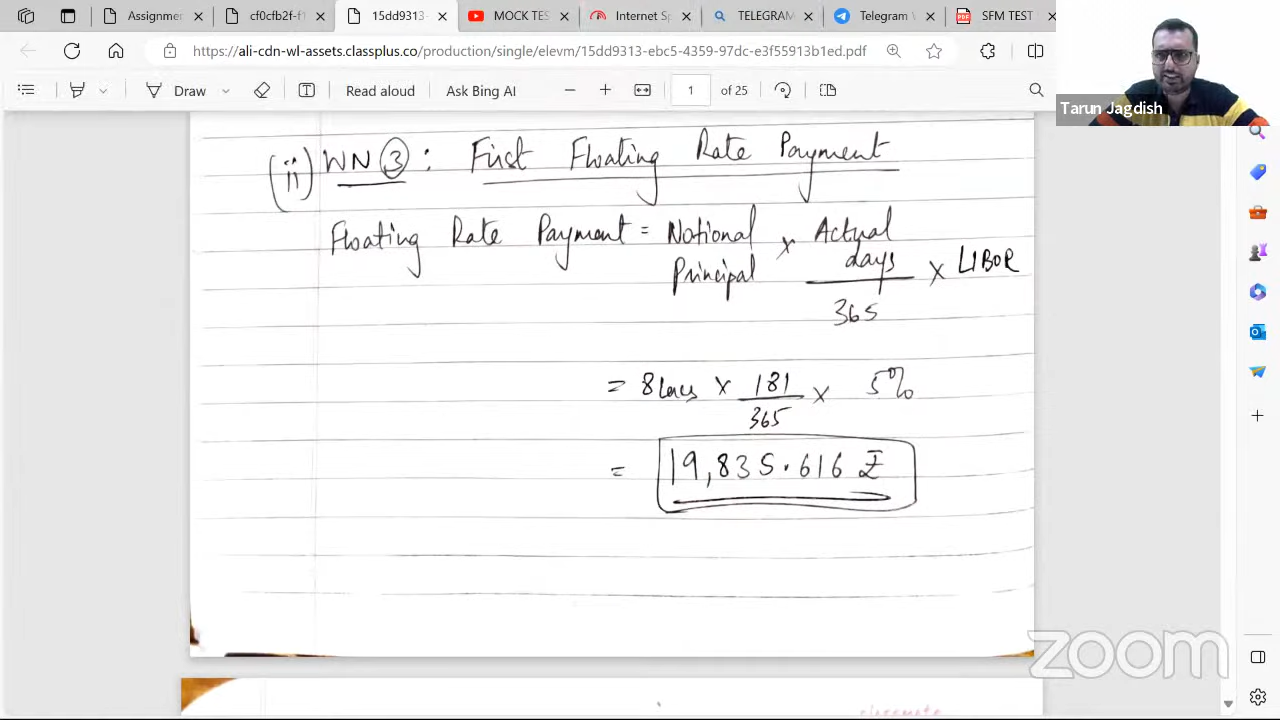 Assignme
c0cfb2f-f1
15dd9313-
MOCK TES
Internet Sp
TELEGRAM
Telegram W
SFM TEST
https://ali-cdn-wl-assets.classplus.co/production/single/elevm/15dd9313-ebc5-4359-97dc-e3f55913b1ed.pdf
Draw
Read aloud
Ask Bing AI
1 of 25
Tarun Jagdish
(ii) WN ③ : First Floating Rate Payment
Floating Rate Payment = Notional Principal × Actual days / 365 × LIBOR
= 8 lacs × 181 / 365 × 5%
= 19,835.616 £
zoom
classmate